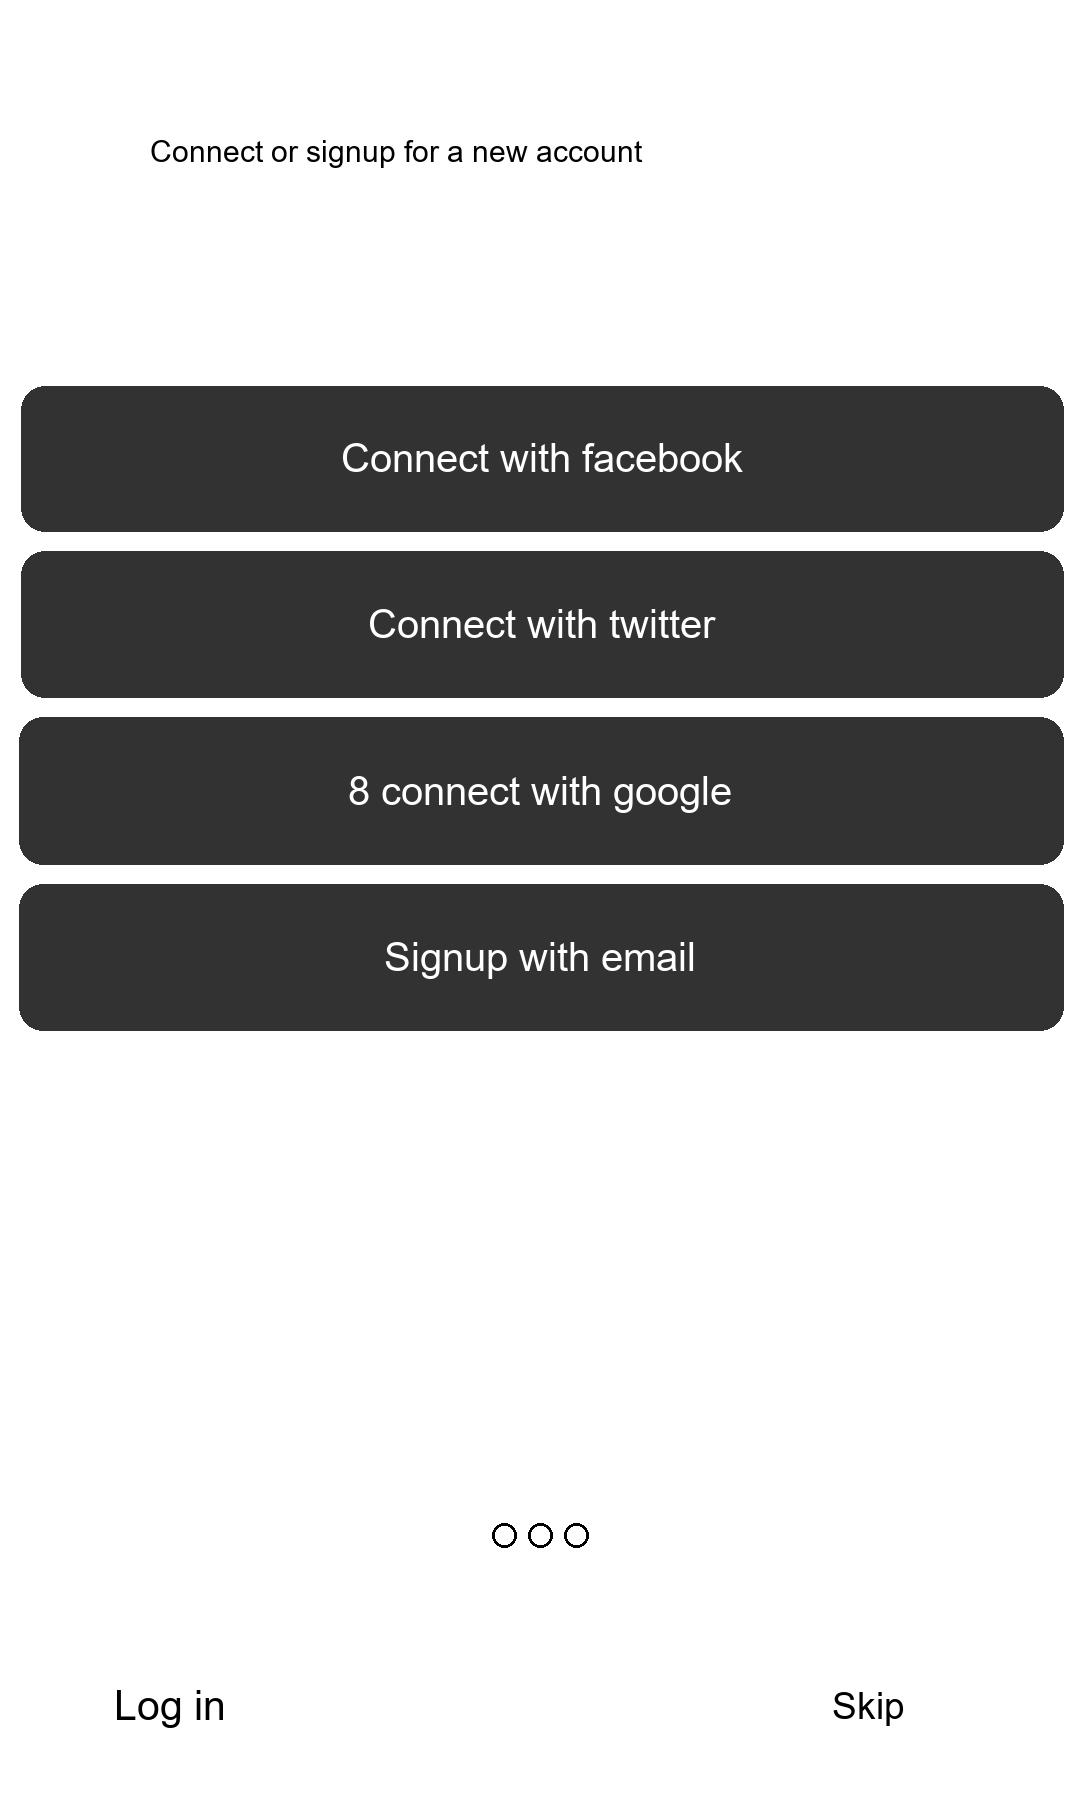 Connect or signup for a new account
Connect with facebook
Connect with twitter
8 connect with google
Signup with email
Log in
Skip